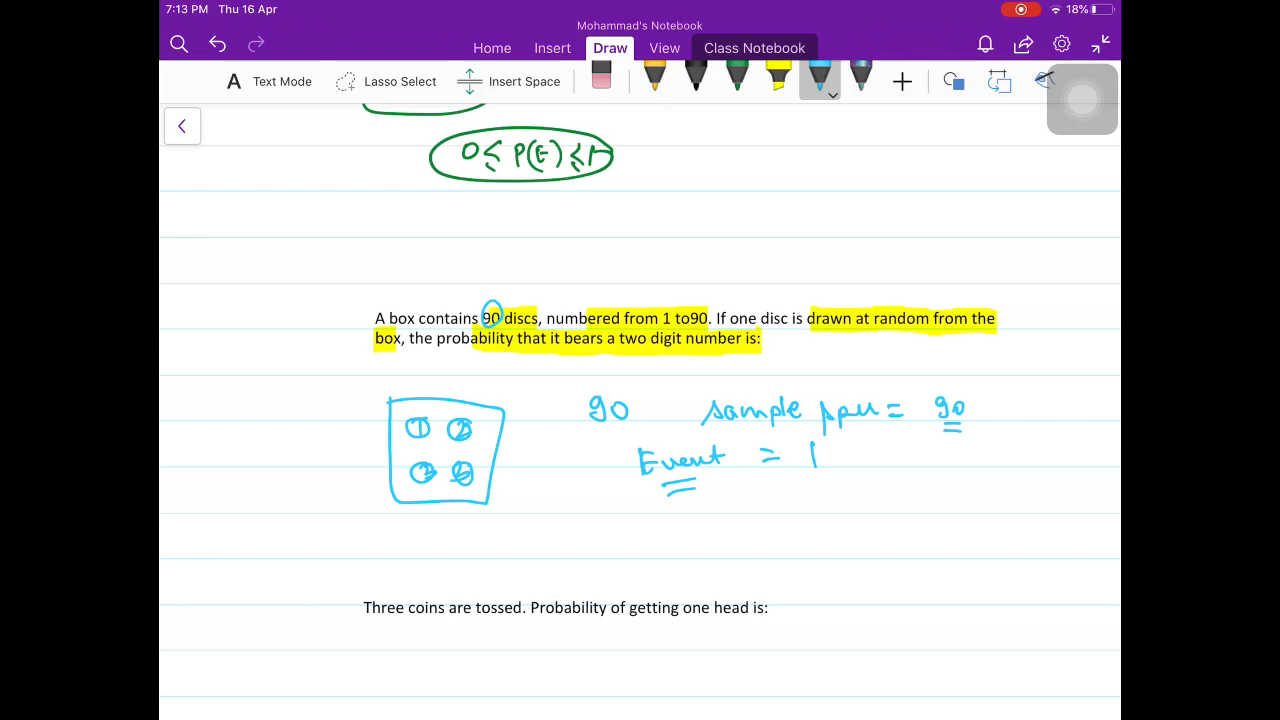 7:13 PM Thu 16 Apr
18%
Mohammad's Notebook
Home Insert Draw View Class Notebook
A Text Mode Lasso Select Insert Space
0 ≤ P(E) ≤ 1
A box contains 90 discs, numbered from 1 to90. If one disc is drawn at random from the
box, the probability that it bears a two digit number is:
90 sample = 90
1 2
Event = 1
3
Three coins are tossed. Probability of getting one head is: